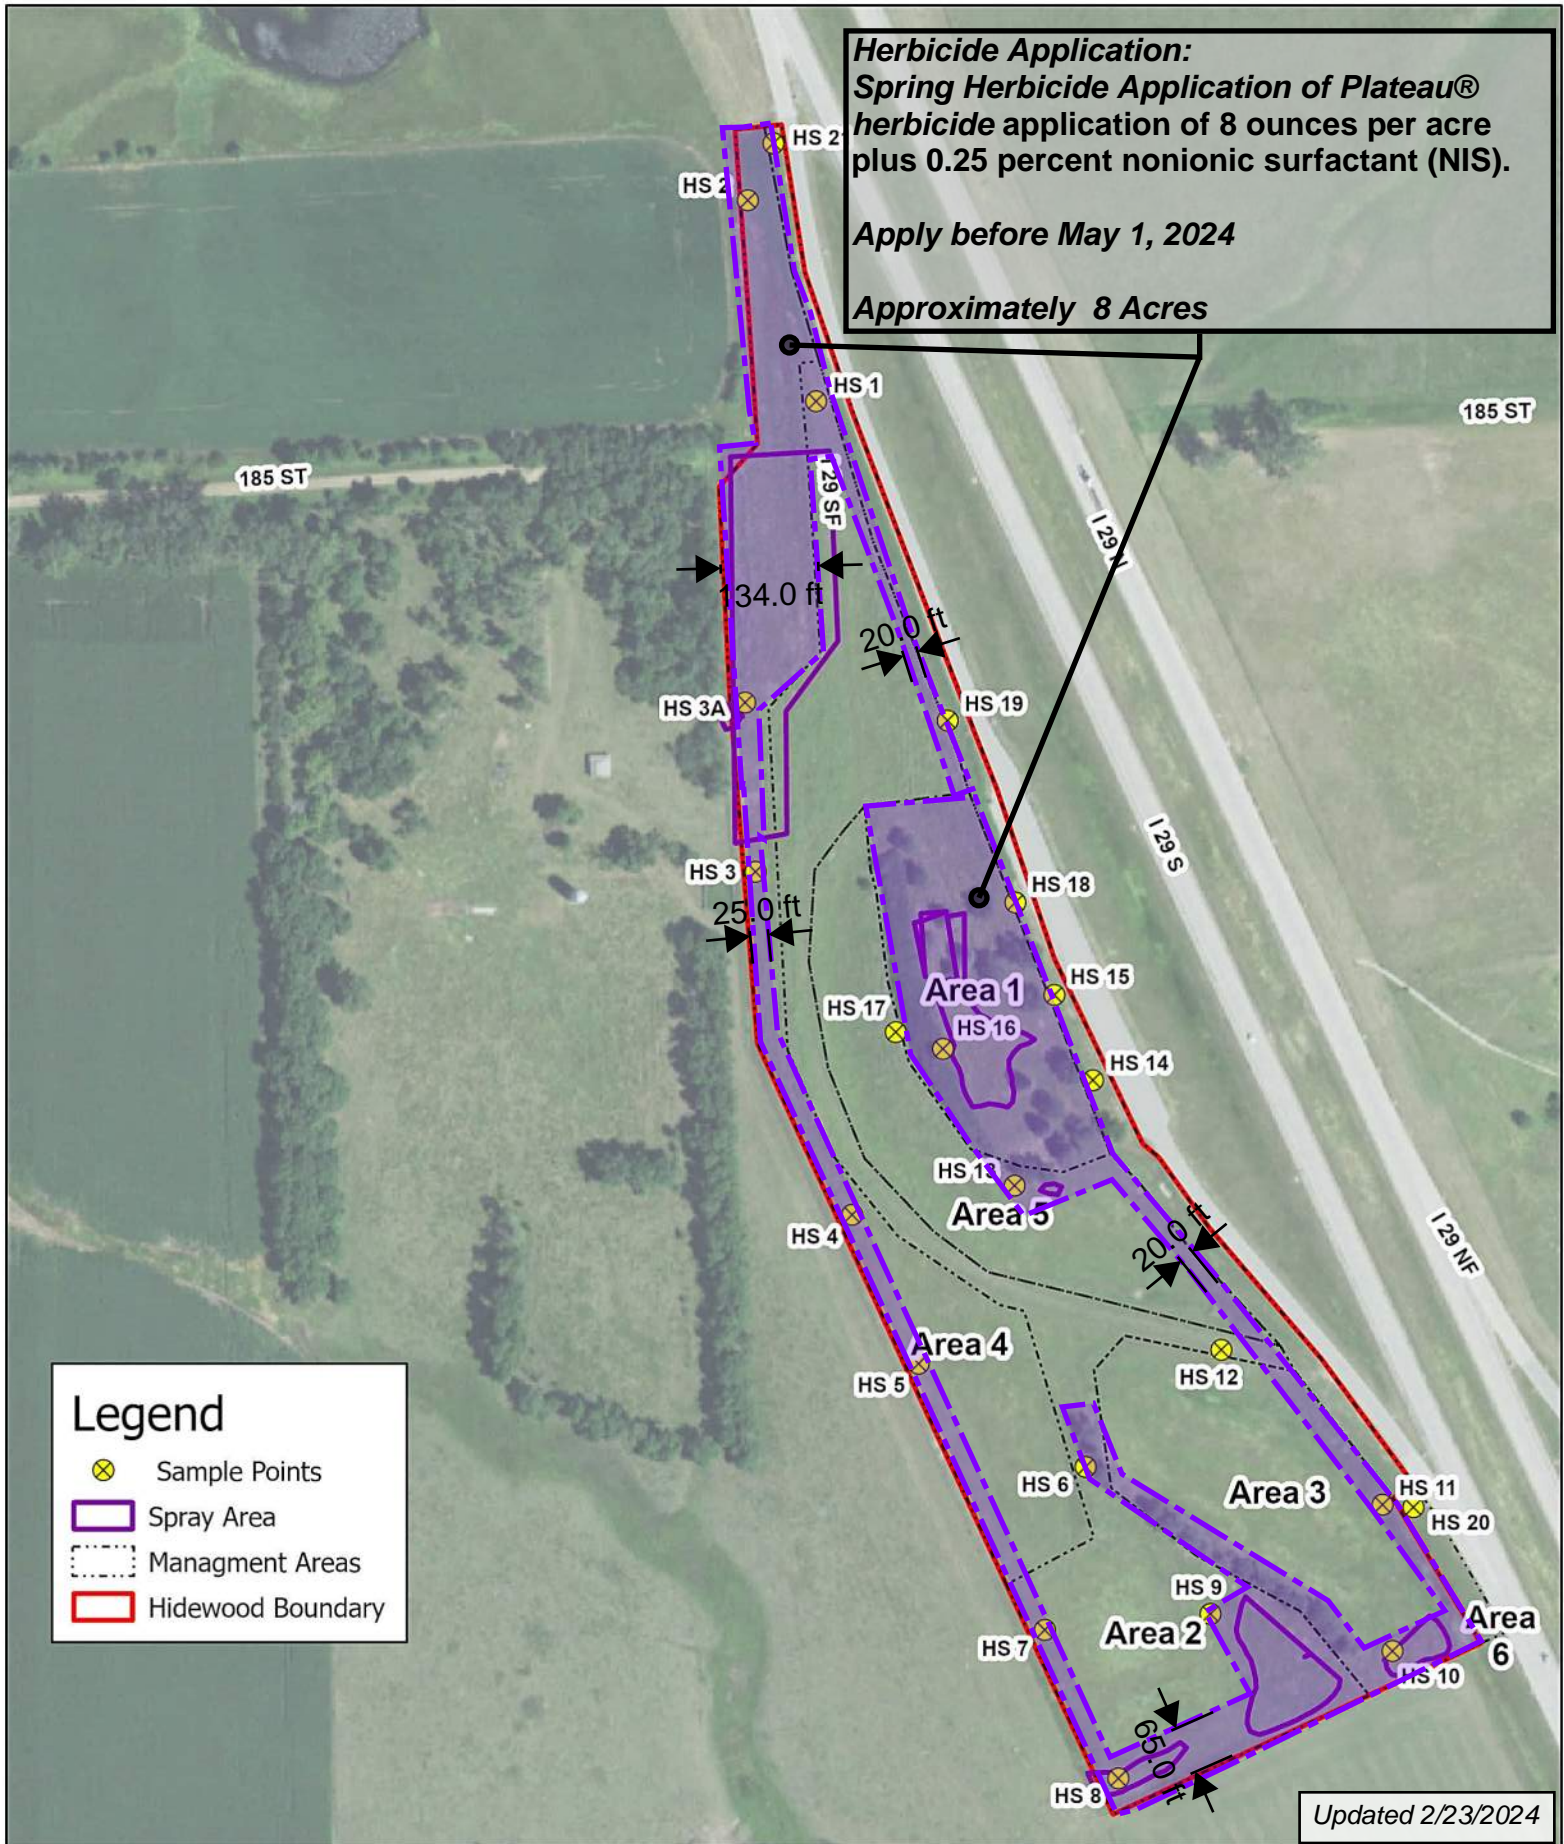 Herbicide Application:
Spring Herbicide Application of Plateau®
herbicide application of 8 ounces per acre
plus 0.25 percent nonionic surfactant (NIS).
Apply before May 1, 2024
Approximately 8 Acres
HS 21
HS 2
HS 1
185 ST
185 ST
I 29 SF
I 29 N
134.0 ft
20.0 ft
HS 3A
HS 19
I 29 S
HS 3
HS 18
25.0 ft
Area 1
HS 15
HS 17
HS 16
HS 14
HS 13
Area 5
HS 4
20.0 ft
I 29 NF
Area 4
HS 5
HS 12
HS 6
Area 3
HS 11
HS 20
HS 9
Area 2
Area
6
HS 7
HS 10
65.0 ft
HS 8
Legend
Sample Points
Spray Area
Managment Areas
Hidewood Boundary
Updated 2/23/2024